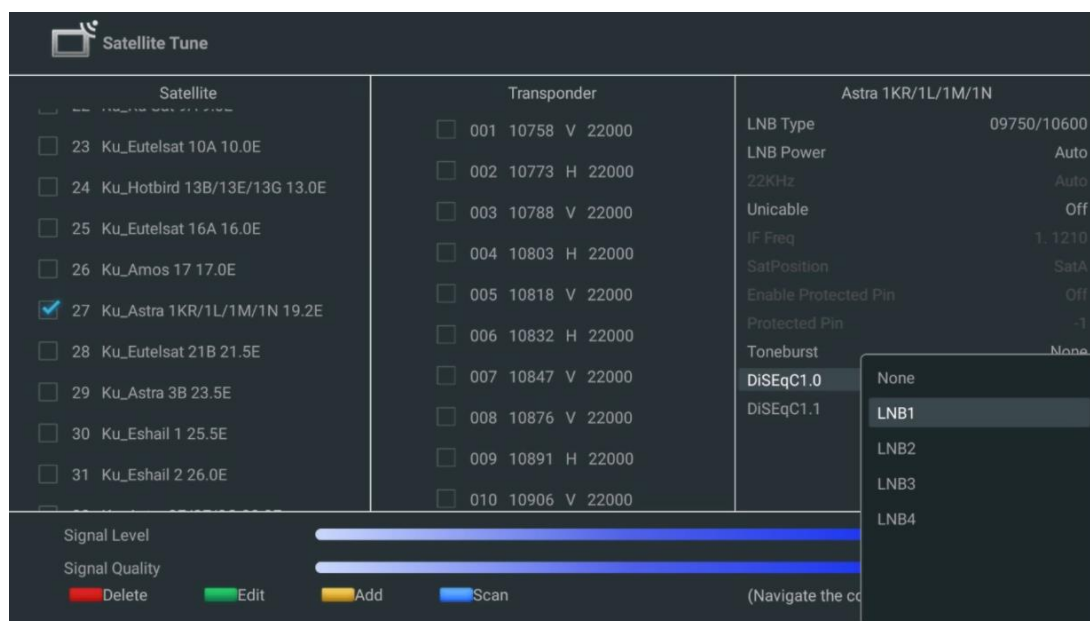 Satellite Tune
Satellite
23 Ku_Eutelsat 10A 10.0E
24 Ku_Hotbird 13B/13E/13G 13.0E
25 Ku_Eutelsat 16A 16.0E
26 Ku_Amos 17 17.0E
27 Ku_Astra 1KR/1L/1M/1N 19.2E
28 Ku_Eutelsat 21B 21.5E
29 Ku_Astra 3B 23.5E
30 Ku_Eshail 1 25.5E
31 Ku_Eshail 2 26.0E
Transponder
001 10758 V 22000
002 10773 H 22000
003 10788 V 22000
004 10803 H 22000
005 10818 V 22000
006 10832 H 22000
007 10847 V 22000
008 10876 V 22000
009 10891 H 22000
010 10906 V 22000
Astra 1KR/1L/1M/1N
LNB Type 09750/10600
LNB Power Auto
22KHz Auto
Unicable Off
IF Freq 1. 1210
SatPosition SatA
Enable Protected Pin Off
Protected Pin -1
Toneburst None
DiSEqC1.0
DiSEqC1.1
None
LNB1
LNB2
LNB3
LNB4
Signal Level
Signal Quality
Delete Edit Add Scan (Navigate the